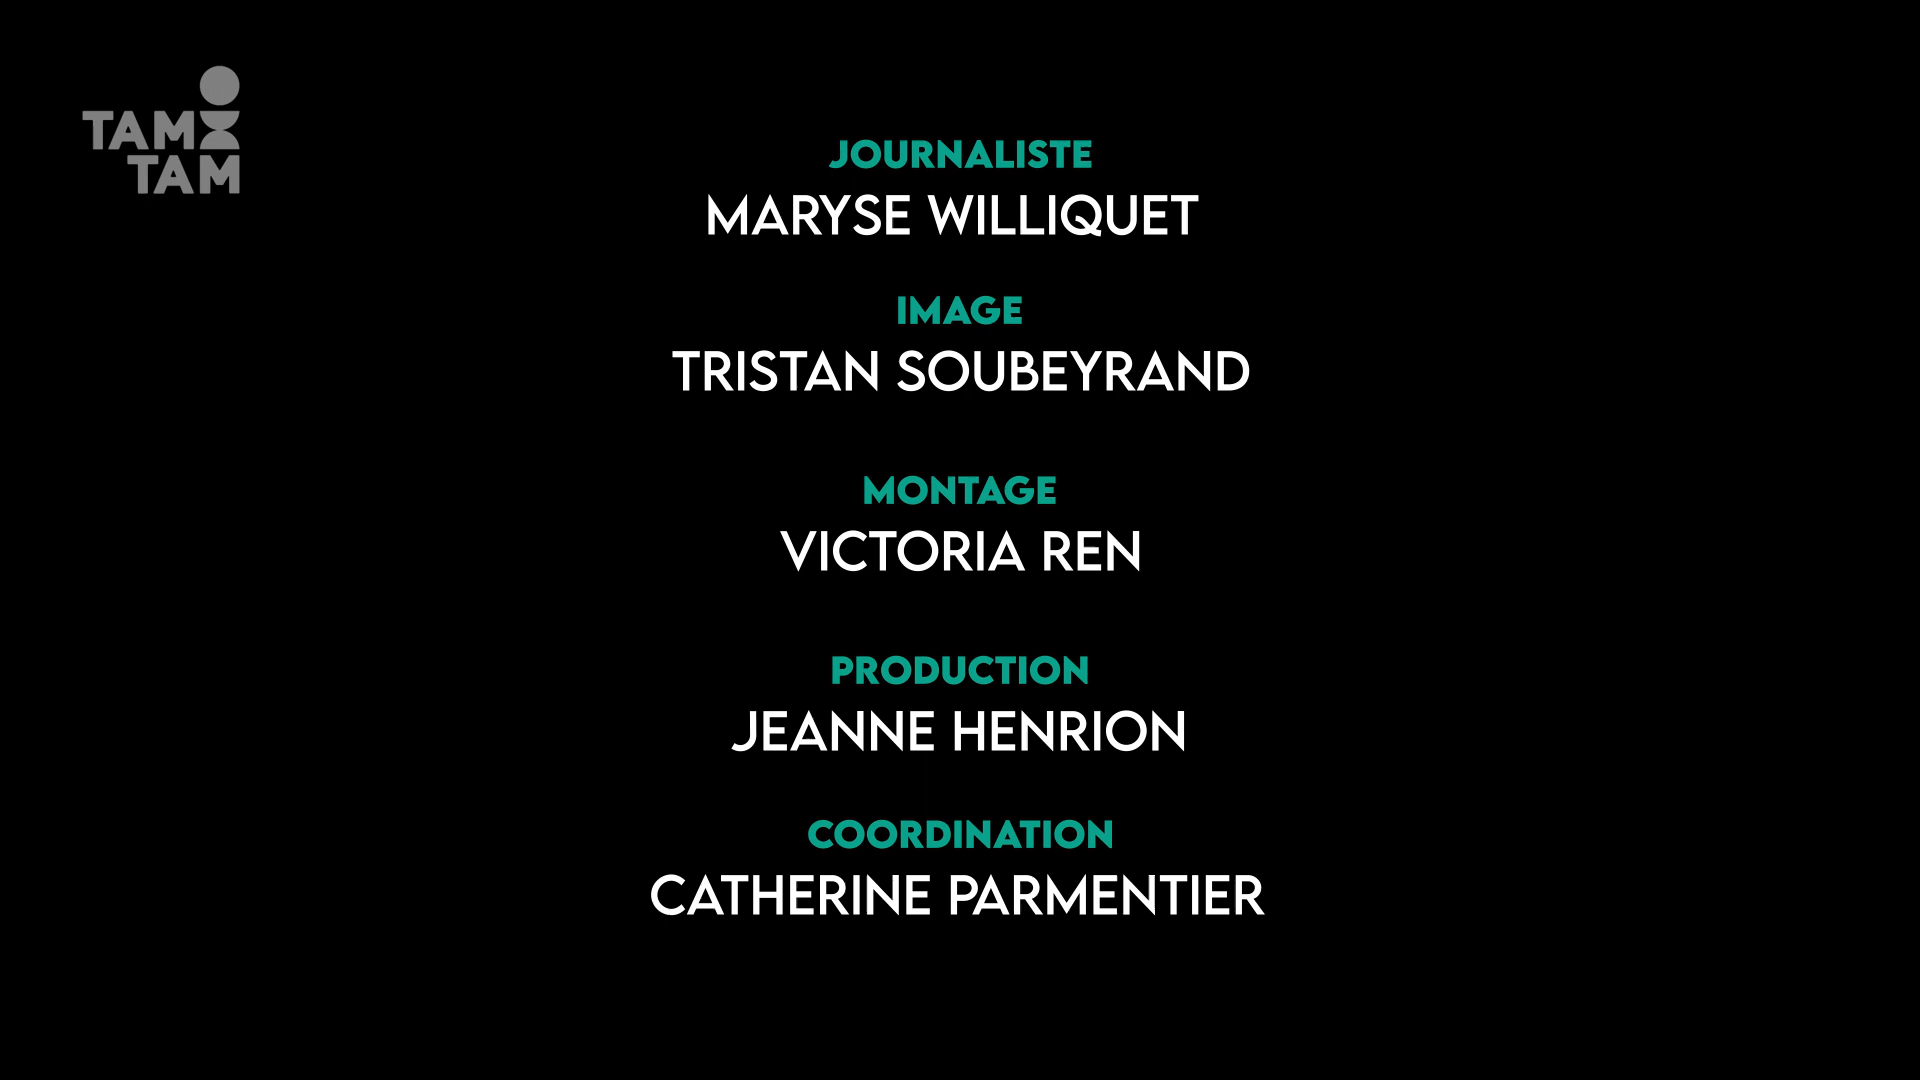 TAM
TAM
JOURNALISTE
MARYSE WILLIQUET
IMAGE
TRISTAN SOUBEYRAND
MONTAGE
VICTORIA REN
PRODUCTION
JEANNE HENRION
COORDINATION
CATHERINE PARMENTIER